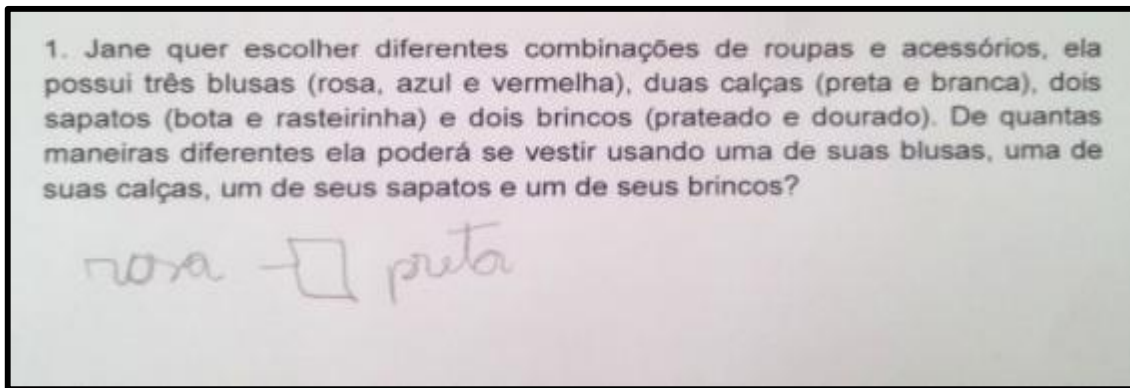 1. Jane quer escolher diferentes combinações de roupas e acessórios, ela
possui três blusas (rosa, azul e vermelha), duas calças (preta e branca), dois
sapatos (bota e rasteirinha) e dois brincos (prateado e dourado). De quantas
maneiras diferentes ela poderá se vestir usando uma de suas blusas, uma de
suas calças, um de seus sapatos e um de seus brincos?
rosa preta